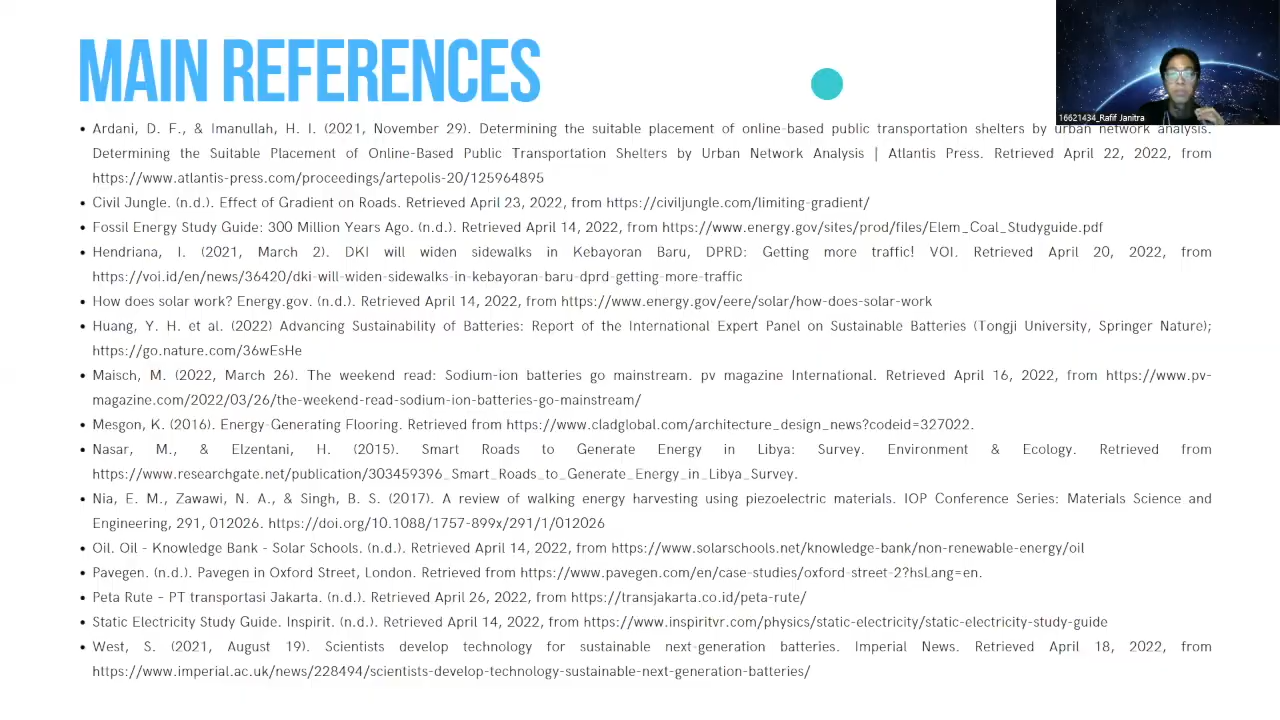 MAIN REFERENCES
16621434_Rafif Janitra
• Ardani, D. F., & Imanullah, H. I. (2021, November 29). Determining the suitable placement of online-based public transportation shelters by urban network analysis.
Determining the Suitable Placement of Online-Based Public Transportation Shelters by Urban Network Analysis | Atlantis Press. Retrieved April 22, 2022, from
https://www.atlantis-press.com/proceedings/artepolis-20/125964895
• Civil Jungle. (n.d.). Effect of Gradient on Roads. Retrieved April 23, 2022, from https://civiljungle.com/limiting-gradient/
• Fossil Energy Study Guide: 300 Million Years Ago. (n.d.). Retrieved April 14, 2022, from https://www.energy.gov/sites/prod/files/Elem_Coal_Studyguide.pdf
• Hendriana, I. (2021, March 2). DKI will widen sidewalks in Kebayoran Baru, DPRD: Getting more traffic! VOI. Retrieved April 20, 2022, from
https://voi.id/en/news/36420/dki-will-widen-sidewalks-in-kebayoran-baru-dprd-getting-more-traffic
• How does solar work? Energy.gov. (n.d.). Retrieved April 14, 2022, from https://www.energy.gov/eere/solar/how-does-solar-work
• Huang, Y. H. et al. (2022) Advancing Sustainability of Batteries: Report of the International Expert Panel on Sustainable Batteries (Tongji University, Springer Nature);
https://go.nature.com/36wEsHe
• Maisch, M. (2022, March 26). The weekend read: Sodium-ion batteries go mainstream. pv magazine International. Retrieved April 16, 2022, from https://www.pv-
magazine.com/2022/03/26/the-weekend-read-sodium-ion-batteries-go-mainstream/
• Mesgon, K. (2016). Energy-Generating Flooring. Retrieved from https://www.cladglobal.com/architecture_design_news?codeid=327022.
• Nasar, M., & Elzentani, H. (2015). Smart Roads to Generate Energy in Libya: Survey. Environment & Ecology. Retrieved from
https://www.researchgate.net/publication/303459396_Smart_Roads_to_Generate_Energy_in_Libya_Survey.
• Nia, E. M., Zawawi, N. A., & Singh, B. S. (2017). A review of walking energy harvesting using piezoelectric materials. IOP Conference Series: Materials Science and
Engineering, 291, 012026. https://doi.org/10.1088/1757-899x/291/1/012026
• Oil. Oil - Knowledge Bank - Solar Schools. (n.d.). Retrieved April 14, 2022, from https://www.solarschools.net/knowledge-bank/non-renewable-energy/oil
• Pavegen. (n.d.). Pavegen in Oxford Street, London. Retrieved from https://www.pavegen.com/en/case-studies/oxford-street-2?hsLang=en.
• Peta Rute – PT transportasi Jakarta. (n.d.). Retrieved April 26, 2022, from https://transjakarta.co.id/peta-rute/
• Static Electricity Study Guide. Inspirit. (n.d.). Retrieved April 14, 2022, from https://www.inspiritvr.com/physics/static-electricity/static-electricity-study-guide
• West, S. (2021, August 19). Scientists develop technology for sustainable next-generation batteries. Imperial News. Retrieved April 18, 2022, from
https://www.imperial.ac.uk/news/228494/scientists-develop-technology-sustainable-next-generation-batteries/